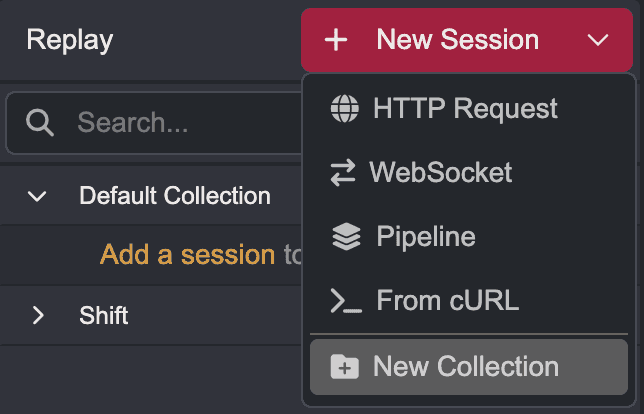 Replay
New Session
Search...
HTTP Request
WebSocket
Default Collection
Pipeline
Add a session to
From cURL
Shift
New Collection